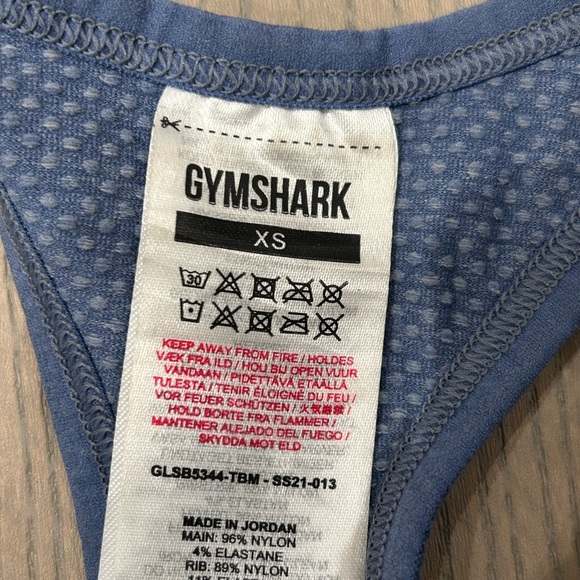 GYMSHARK
XS
30
KEEP AWAY FROM FIRE / HOLDES
VÆK FRA ILD / HOU BIJ OPEN VUUR
VANDAAN / PIDETTÄVÄ ETÄÄLLÄ
TULESTA / TENIR ÉLOIGNÉ DU FEU /
VOR FEUER SCHÜTZEN / 火気厳禁 /
HOLD BORTE FRA FLAMMER /
MANTENER ALEJADO DEL FUEGO /
SKYDDA MOT ELD
GLSB5344-TBM - SS21-013
MADE IN JORDAN
MAIN: 96% NYLON
4% ELASTANE
RIB: 89% NYLON